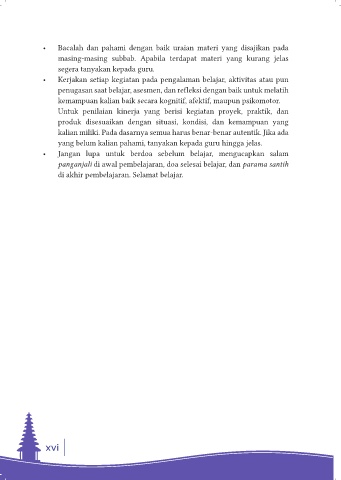 • Bacalah dan pahami dengan baik uraian materi yang disajikan pada
masing-masing subbab. Apabila terdapat materi yang kurang jelas
segera tanyakan kepada guru.
• Kerjakan setiap kegiatan pada pengalaman belajar, aktivitas atau pun
penugasan saat belajar, asesmen, dan refleksi dengan baik untuk melatih
kemampuan kalian baik secara kognitif, afektif, maupun psikomotor.
Untuk penilaian kinerja yang berisi kegiatan proyek, praktik, dan
produk disesuaikan dengan situasi, kondisi, dan kemampuan yang
kalian miliki. Pada dasarnya semua harus benar-benar autentik. Jika ada
yang belum kalian pahami, tanyakan kepada guru hingga jelas.
• Jangan lupa untuk berdoa sebelum belajar, mengucapkan salam
panganjali di awal pembelajaran, doa selesai belajar, dan parama santih
di akhir pembelajaran. Selamat belajar.
xvi